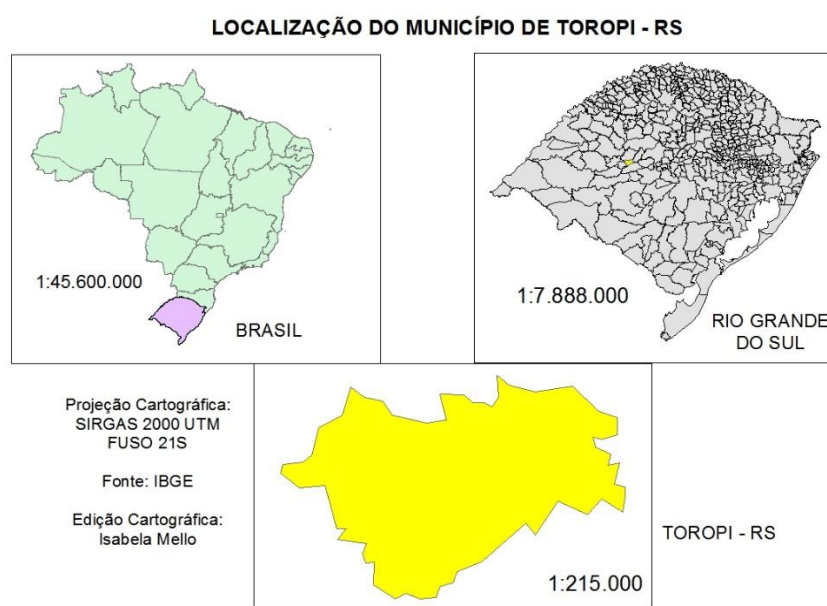 LOCALIZAÇÃO DO MUNICÍPIO DE TOROPI - RS
1:45.600.000
BRASIL
1:7.888.000
RIO GRANDE
DO SUL
Projeção Cartográfica:
SIRGAS 2000 UTM
FUSO 21S
Fonte: IBGE
Edição Cartográfica:
Isabela Mello
1:215.000
TOROPI - RS